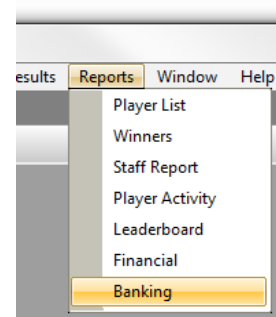 esults Reports Window Help
Player List
Winners
Staff Report
Player Activity
Leaderboard
Financial
Banking